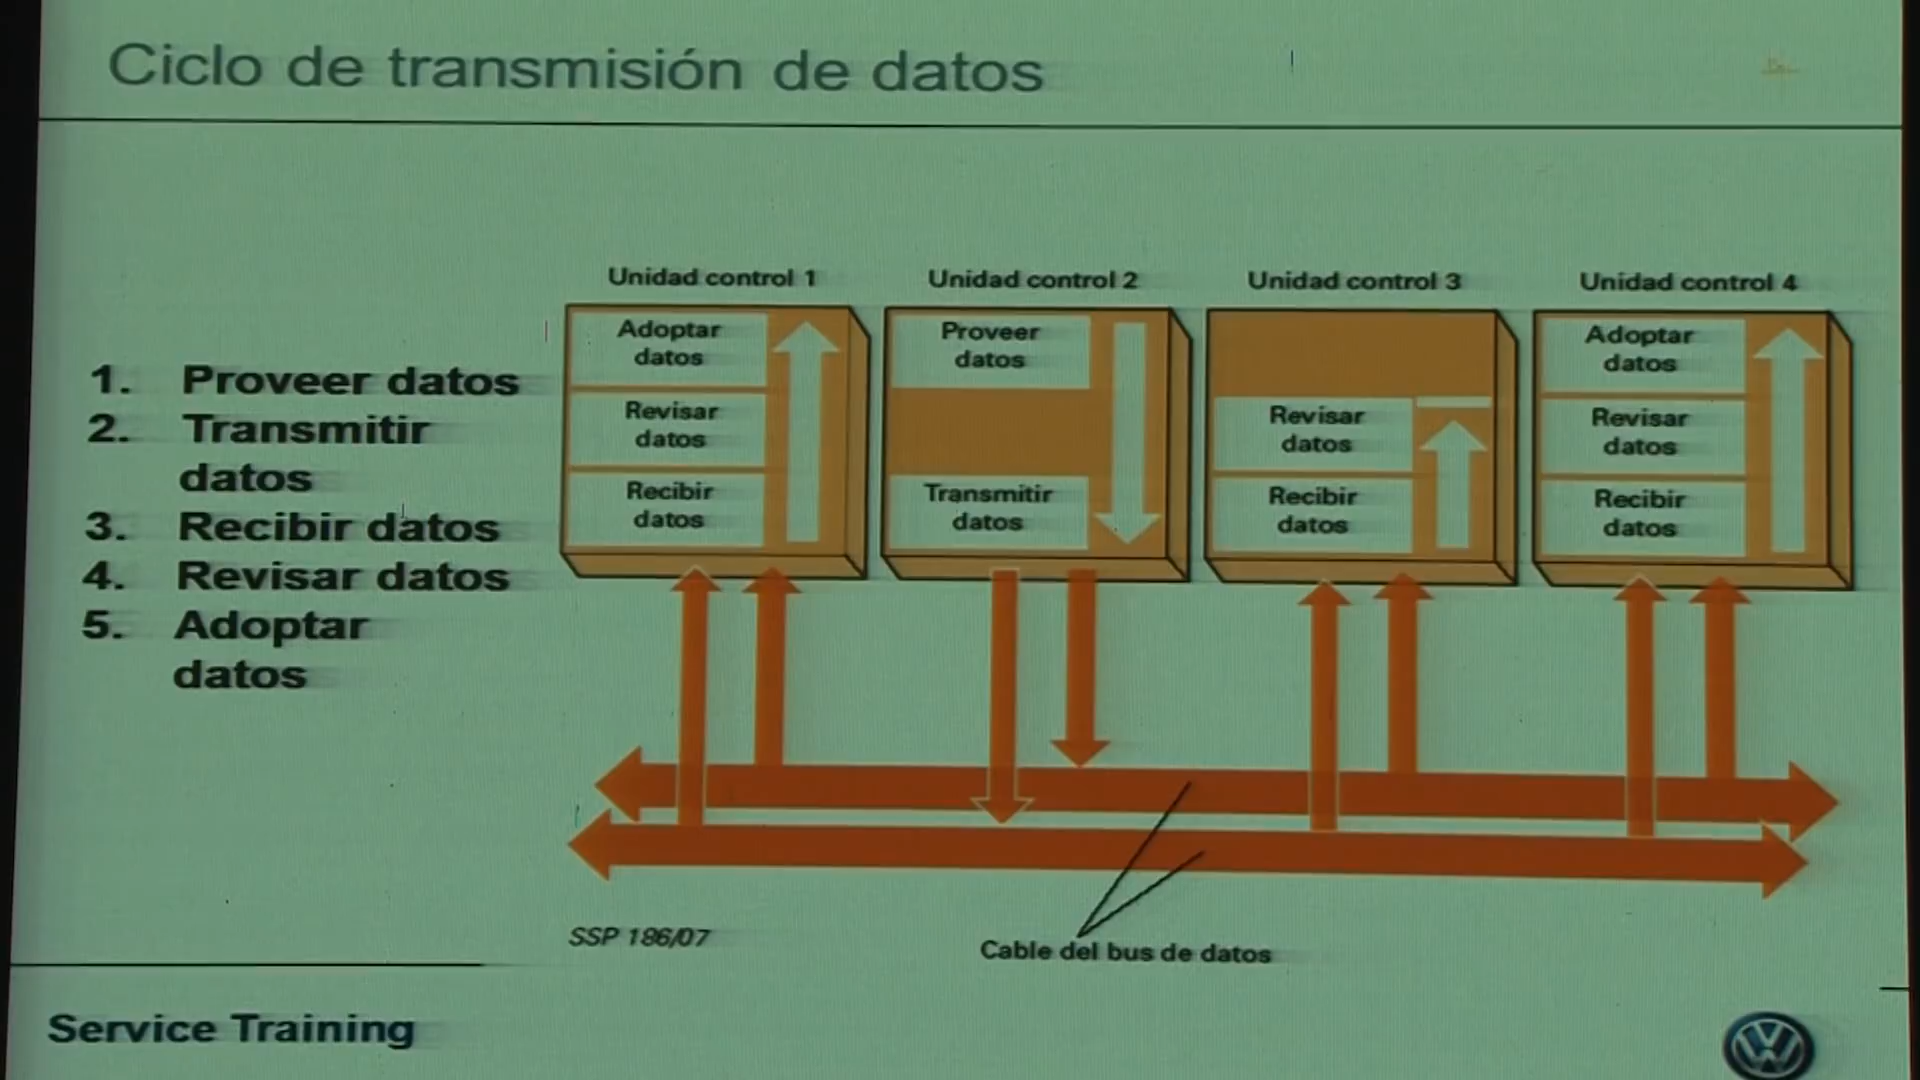 Ciclo de transmisión de datos
1. Proveer datos
2. Transmitir
datos
3. Recibir datos
4. Revisar datos
5. Adoptar
datos
Unidad control 1
Adoptar
datos
Revisar
datos
Recibir
datos
Unidad control 2
Proveer
datos
Transmitir
datos
Unidad control 3
Revisar
datos
Recibir
datos
Unidad control 4
Adoptar
datos
Revisar
datos
Recibir
datos
SSP 186/07
Cable del bus de datos
Service Training
VW